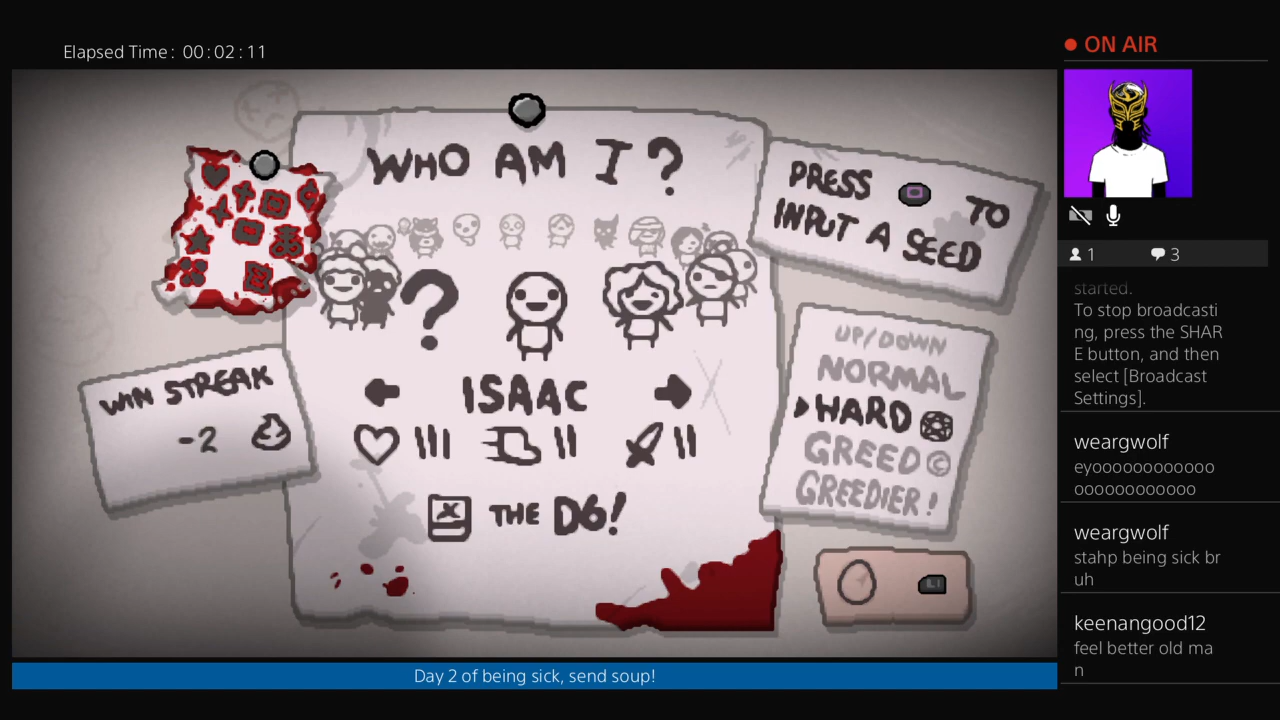 Elapsed Time: 00:02:11
ON AIR
WHO AM I?
PRESS TO
INPUT A SEED
WIN STREAK
-2
ISAAC
THE D6!
UP/DOWN
NORMAL
HARD
GREED
GREEDIER!
L1
Day 2 of being sick, send soup!
1 3
started.
To stop broadcasti
ng, press the SHAR
E button, and then
select [Broadcast
Settings].
weargwolf
eyoooooooooooo
oooooooooooo
weargwolf
stahp being sick br
uh
keenangood12
feel better old ma
n